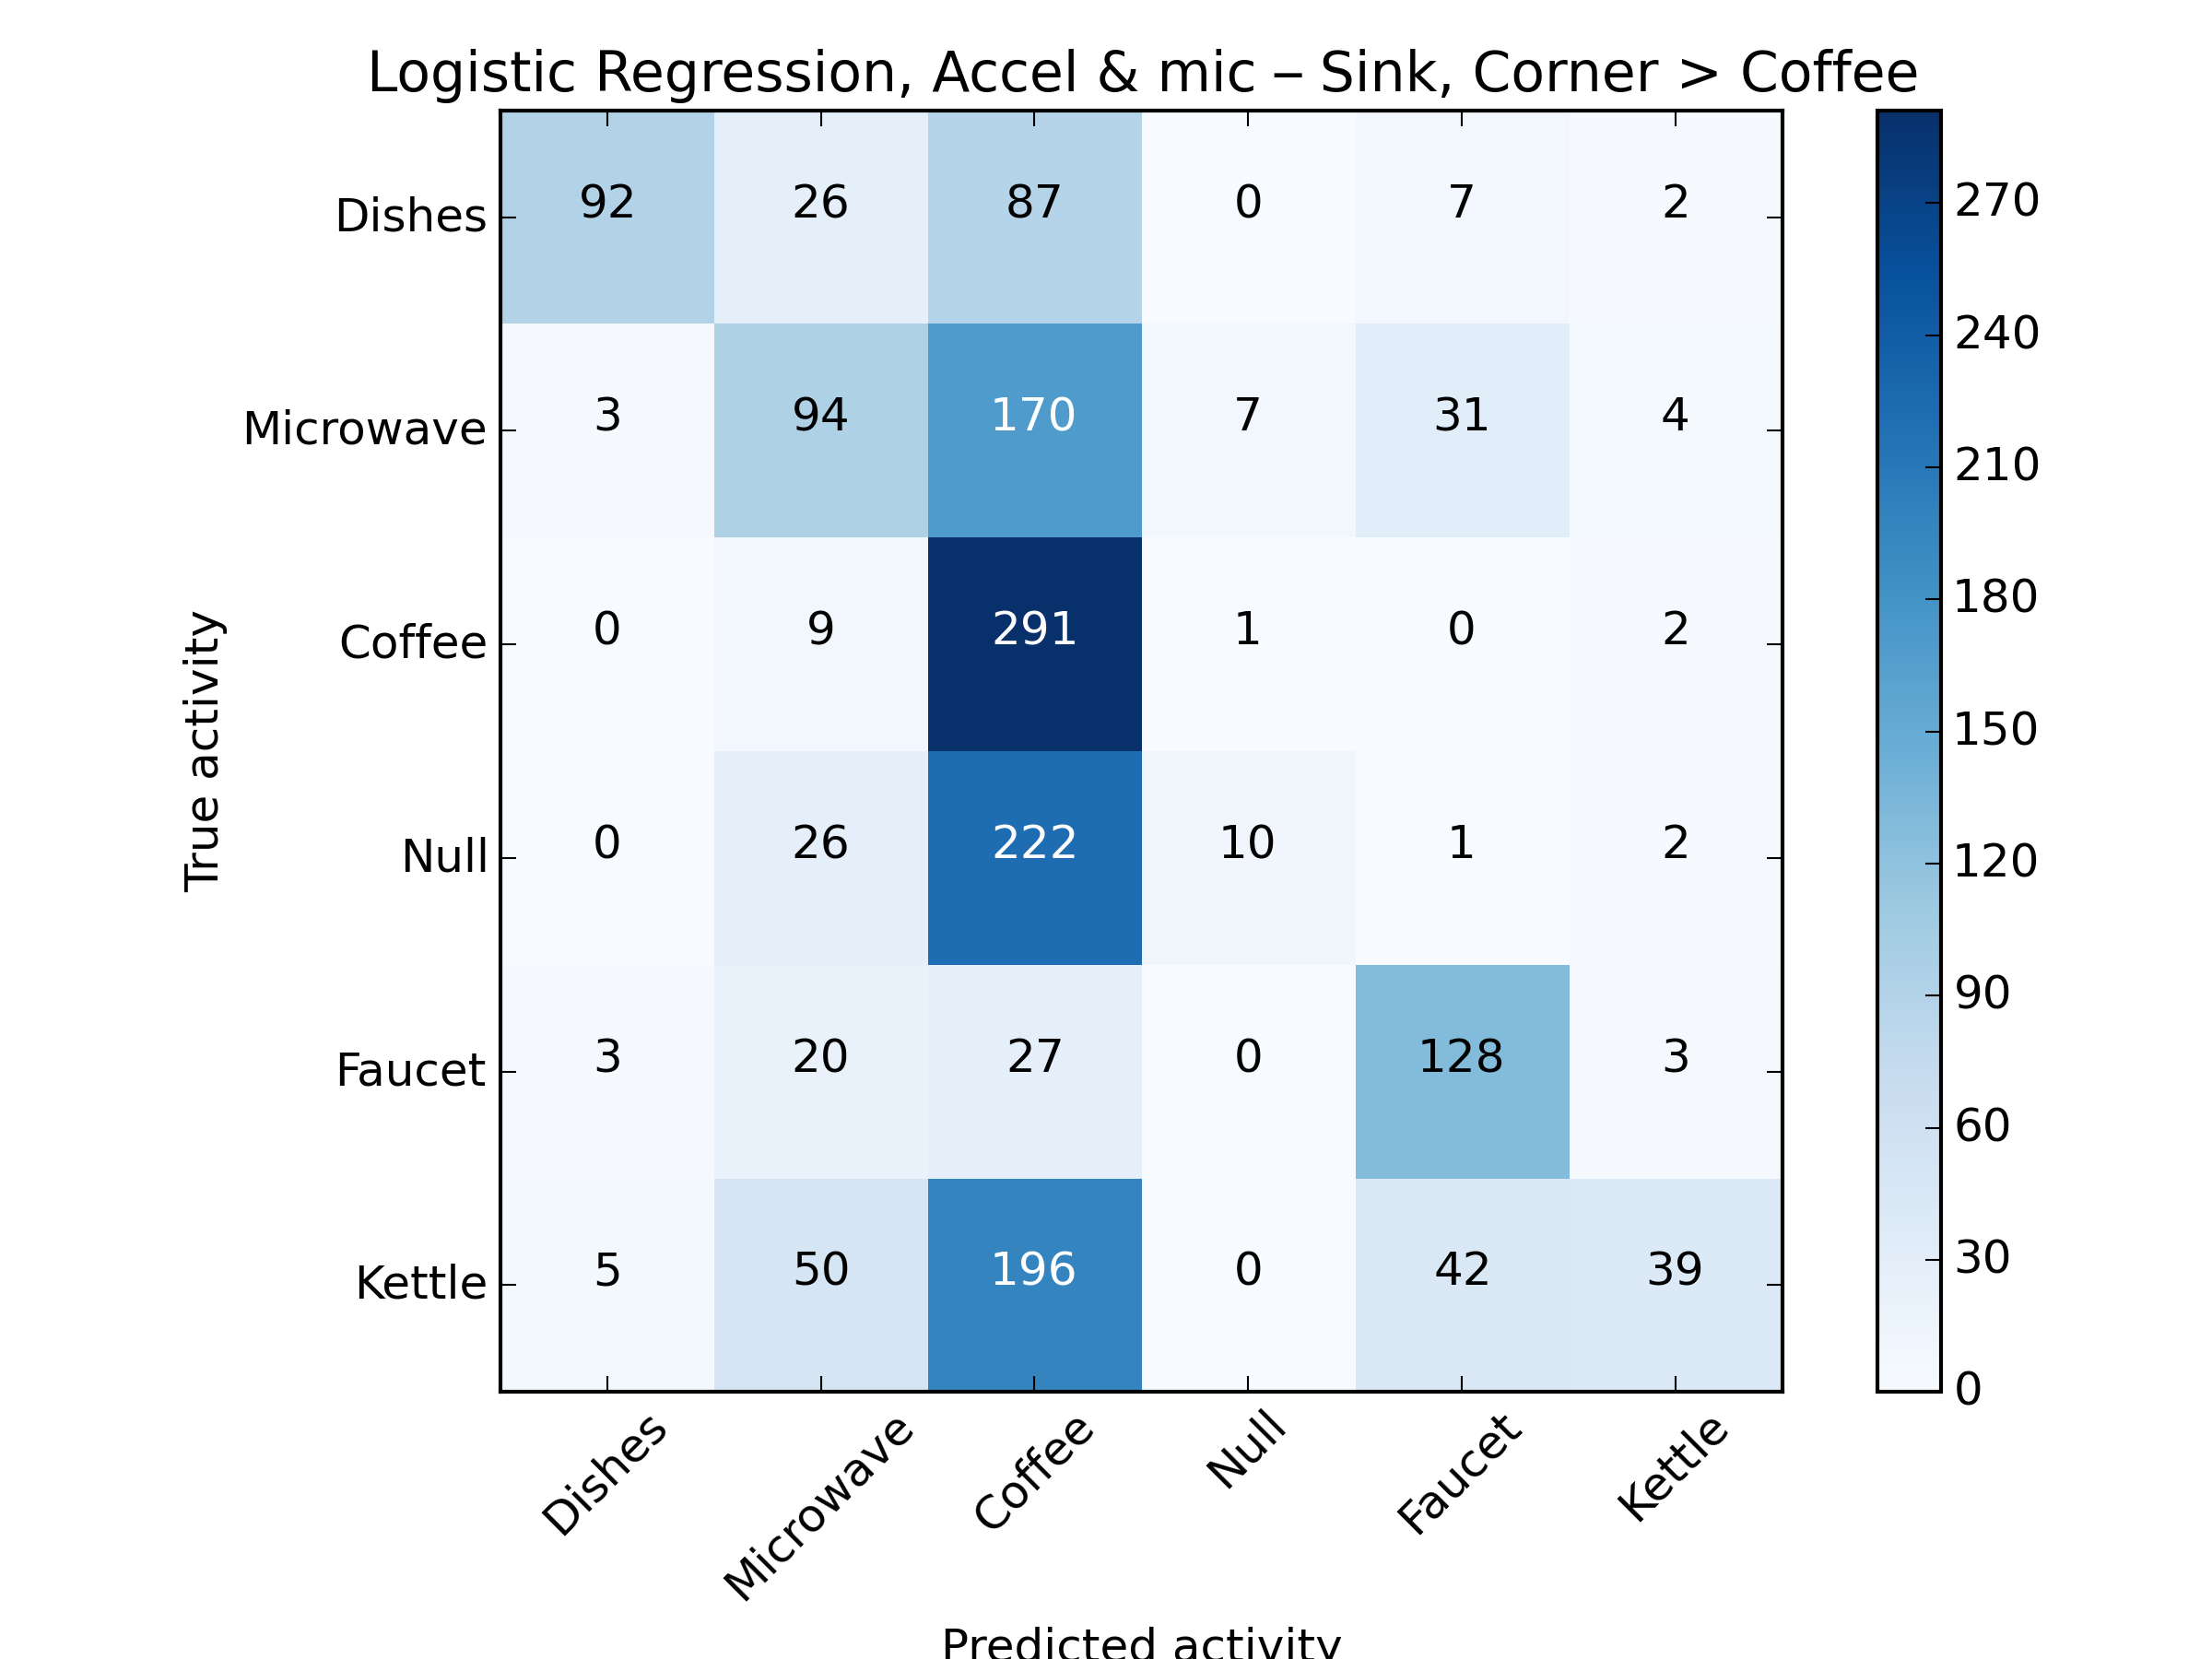 Logistic Regression, Accel & mic – Sink, Corner > Coffee
Dishes 92 26 87 0 7 2
Microwave 3 94 170 7 31 4
Coffee 0 9 291 1 0 2
Null 0 26 222 10 1 2
Faucet 3 20 27 0 128 3
Kettle 5 50 196 0 42 39
True activity
Dishes Microwave Coffee Null Faucet Kettle
Predicted activity
270
240
210
180
150
120
90
60
30
0